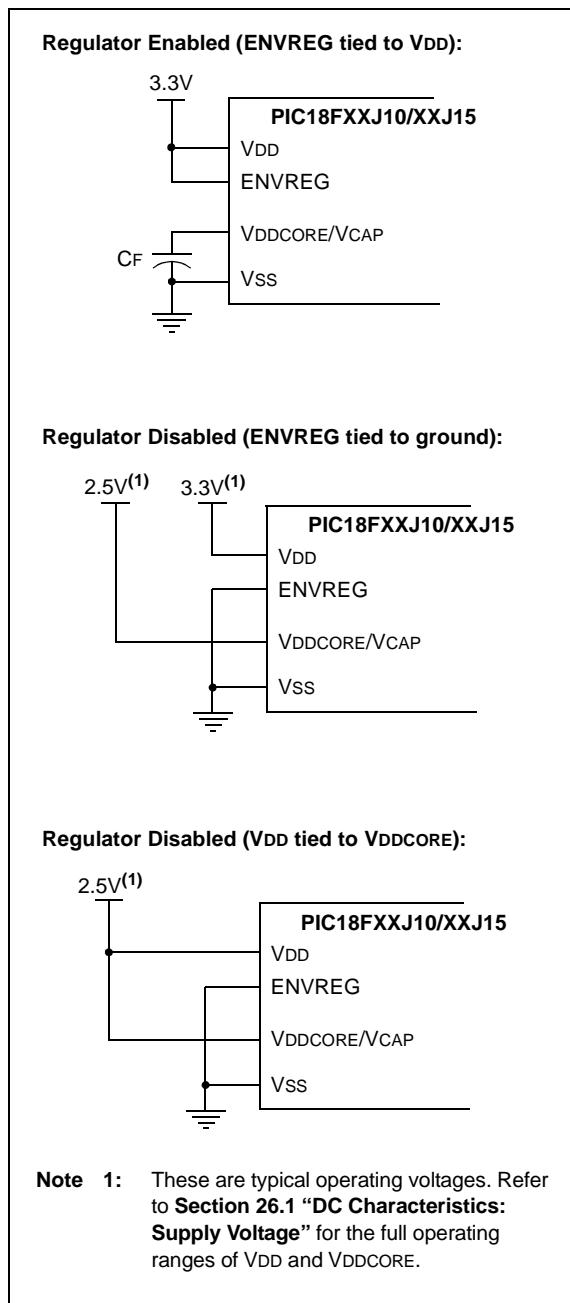 Regulator Enabled (ENVREG tied to VDD):
3.3V
PIC18FXXJ10/XXJ15
VDD
ENVREG
VDDCORE/VCAP
CF
VSS
Regulator Disabled (ENVREG tied to ground):
2.5V(1) 3.3V(1)
PIC18FXXJ10/XXJ15
VDD
ENVREG
VDDCORE/VCAP
VSS
Regulator Disabled (VDD tied to VDDCORE):
2.5V(1)
PIC18FXXJ10/XXJ15
VDD
ENVREG
VDDCORE/VCAP
VSS
Note 1: These are typical operating voltages. Refer
to Section 26.1 “DC Characteristics:
Supply Voltage” for the full operating
ranges of VDD and VDDCORE.